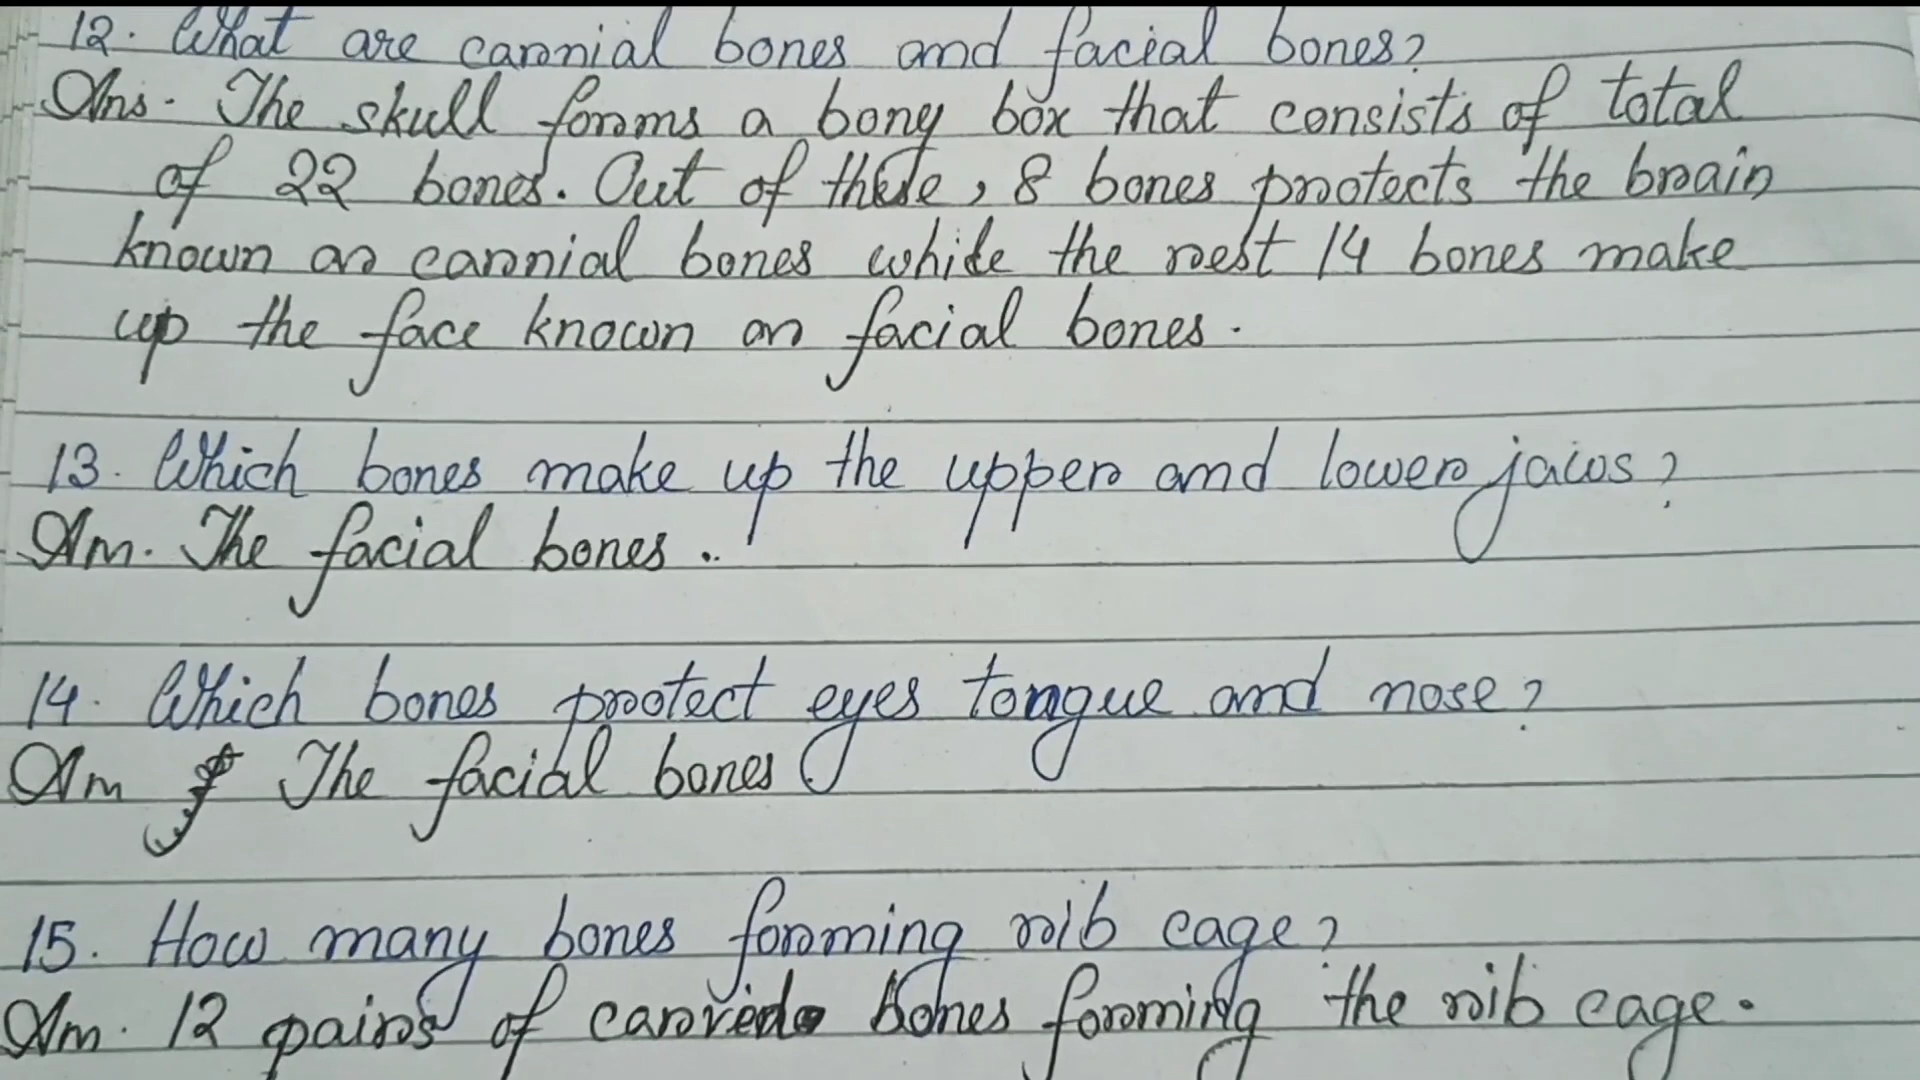 12. What are carnnial bones and facial bones?
Ans. The skull forms a bony box that consists of total
of 22 bones. Out of these, 8 bones protects the brain
known as carnnial bones while the rest 14 bones make
up the face known as facial bones.
13. Which bones make up the upper and lower jaws?
Ans. The facial bones.
14. Which bones protect eyes tongue and nose?
Ans The facial bones
15. How many bones forming rib cage?
Ans. 12 pairs of carved bones forming the rib cage.